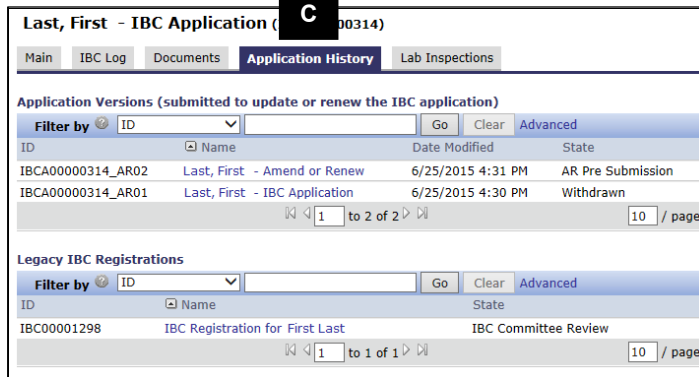 C
Last, First - IBC Application ( 00314)
Main IBC Log Documents Application History Lab Inspections
Application Versions (submitted to update or renew the IBC application)
Filter by ? ID Go Clear Advanced
ID Name Date Modified State
IBCA00000314_AR02 Last, First - Amend or Renew 6/25/2015 4:31 PM AR Pre Submission
IBCA00000314_AR01 Last, First - IBC Application 6/25/2015 4:30 PM Withdrawn
1 to 2 of 2 10 / page
Legacy IBC Registrations
Filter by ? ID Go Clear Advanced
ID Name State
IBC00001298 IBC Registration for First Last IBC Committee Review
1 to 1 of 1 10 / page